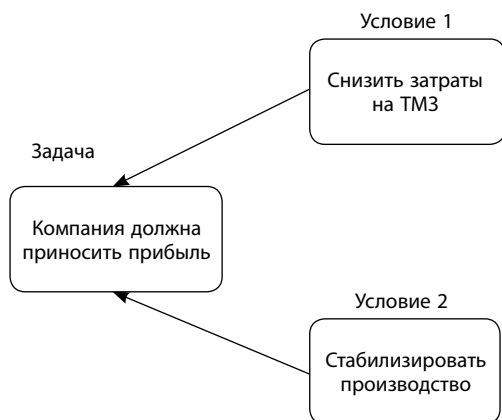 Условие 1
Снизить затраты
на ТМЗ
Задача
Компания должна
приносить прибыль
Условие 2
Стабилизировать
производство